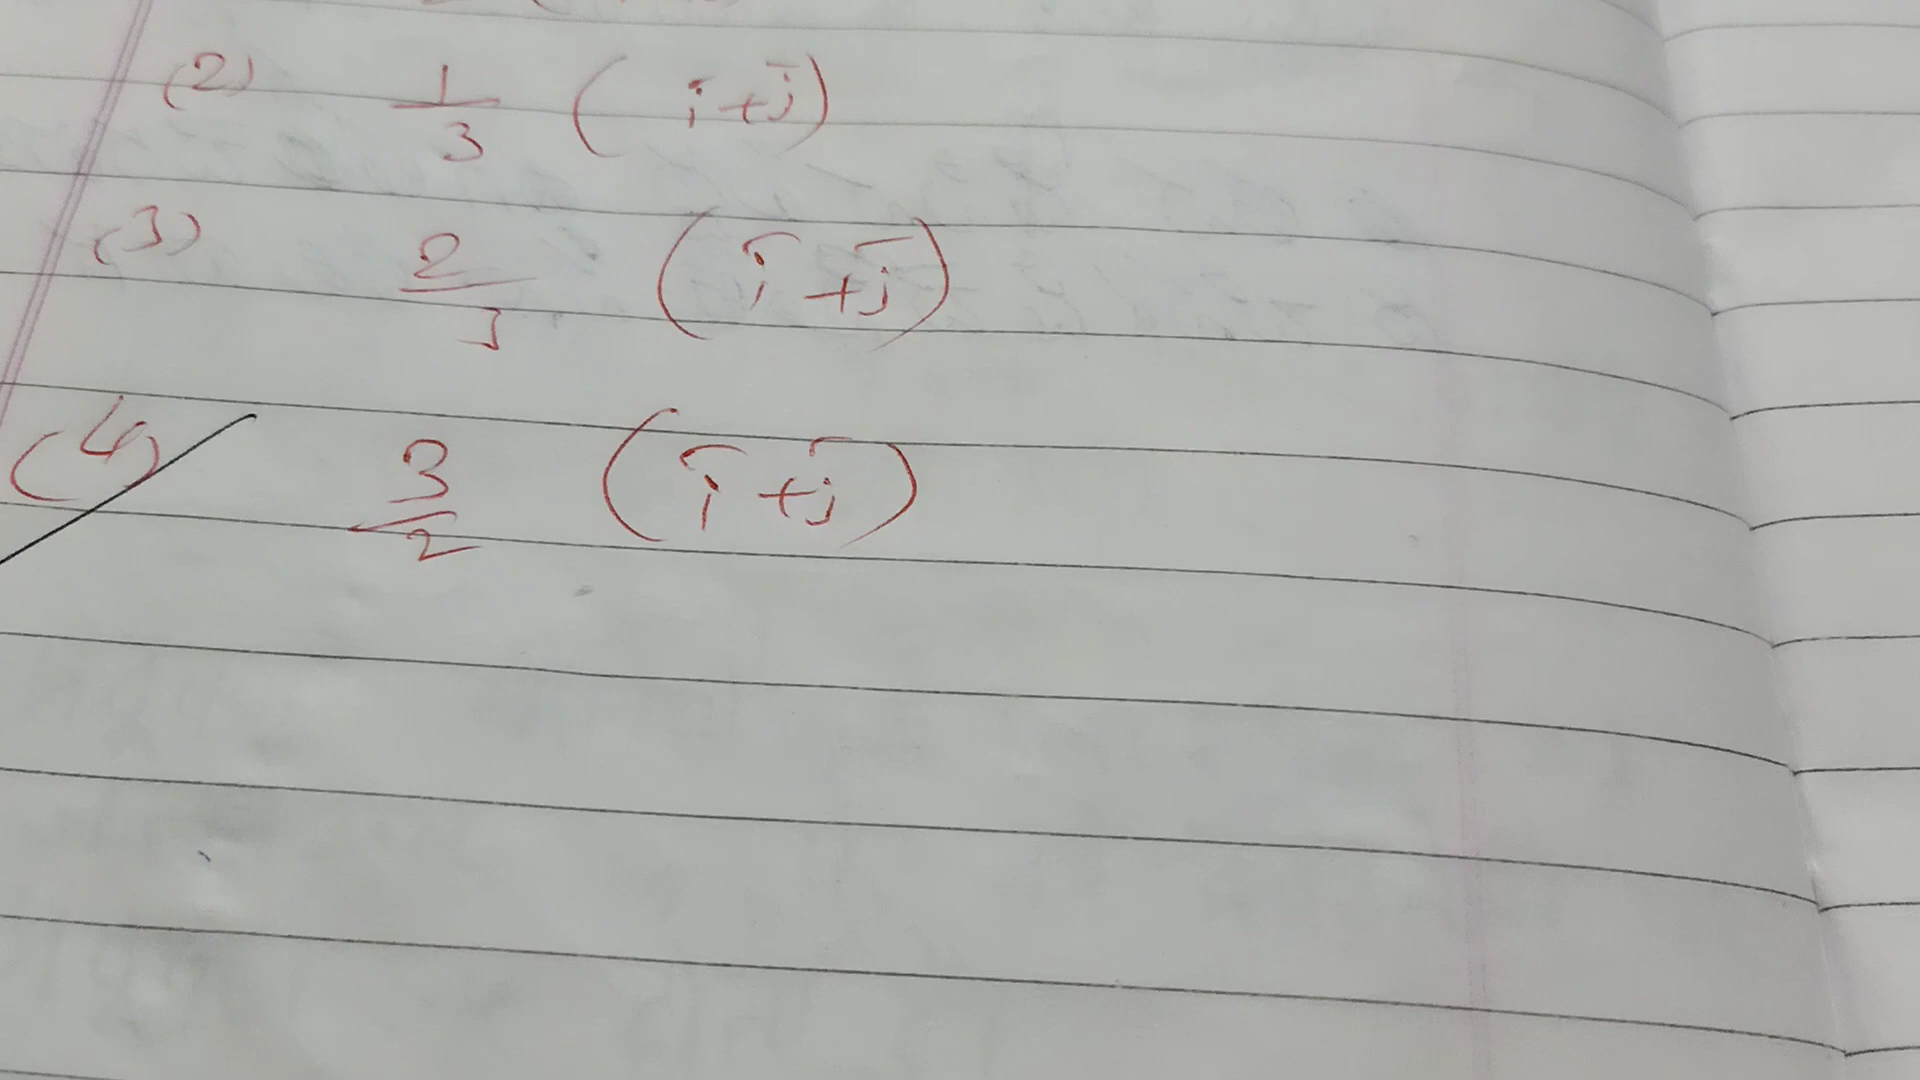 (2) 1/3 (i+j̄)
(3) 2/3 (ī+j̄)
(4) 3/2 (ī+j̄)